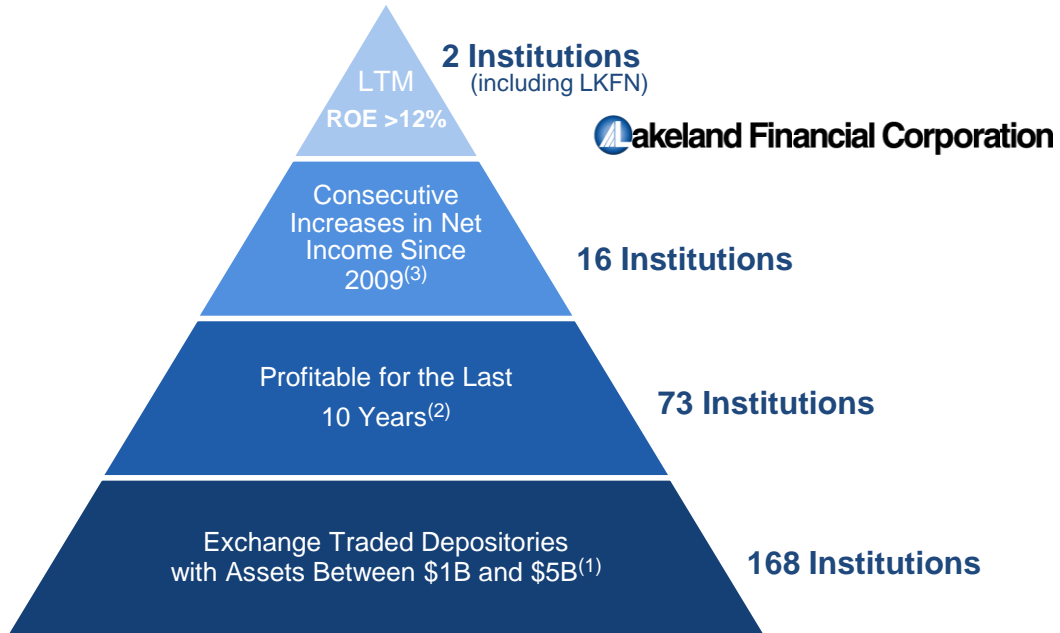 LTM
ROE >12%
2 Institutions
(including LKFN)
Lakeland Financial Corporation
Consecutive
Increases in Net
Income Since
2009(3)
16 Institutions
Profitable for the Last
10 Years(2)
73 Institutions
Exchange Traded Depositories
with Assets Between $1B and $5B(1)
168 Institutions